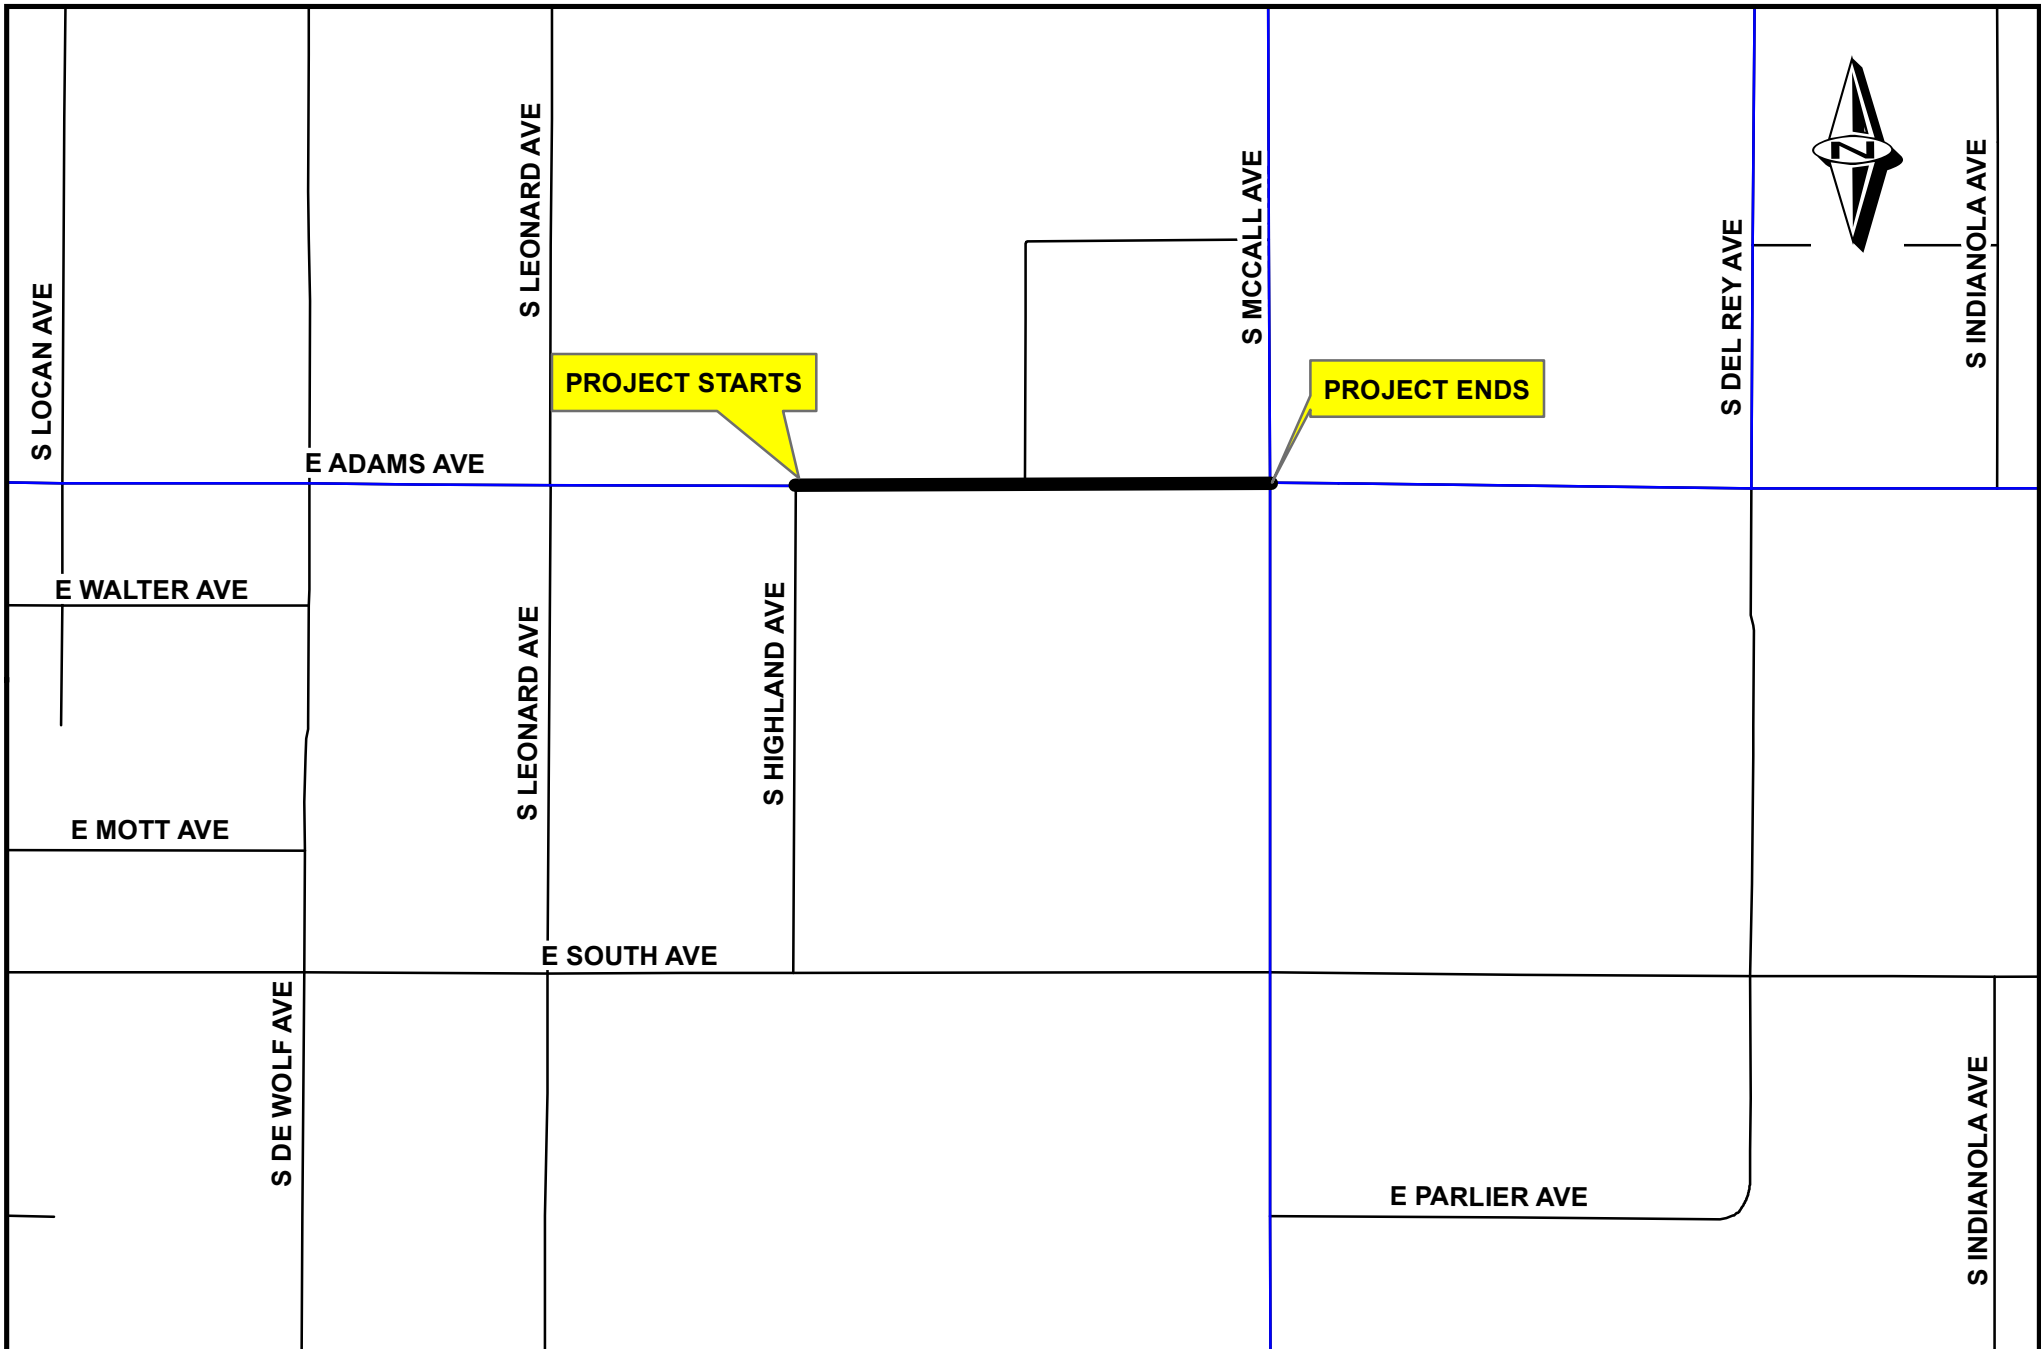 S LEONARD AVE
S MCCALL AVE
S INDIANOLA AVE
N
S DEL REY AVE
S LOCAN AVE
PROJECT STARTS
PROJECT ENDS
E ADAMS AVE
E WALTER AVE
S LEONARD AVE
S HIGHLAND AVE
E MOTT AVE
E SOUTH AVE
S DE WOLF AVE
E PARLIER AVE
S INDIANOLA AVE